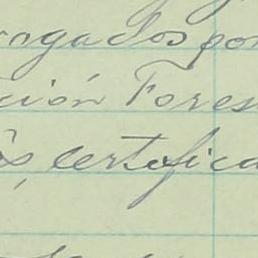 rogados por
ción Fores
s, certifica